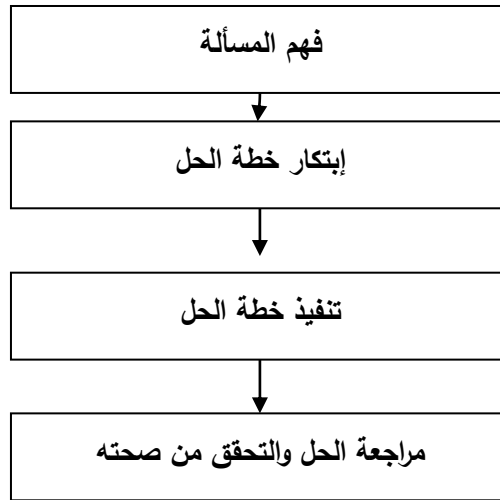 فهم المسألة
إبتكار خطة الحل
تنفيذ خطة الحل
مراجعة الحل والتحقق من صحته